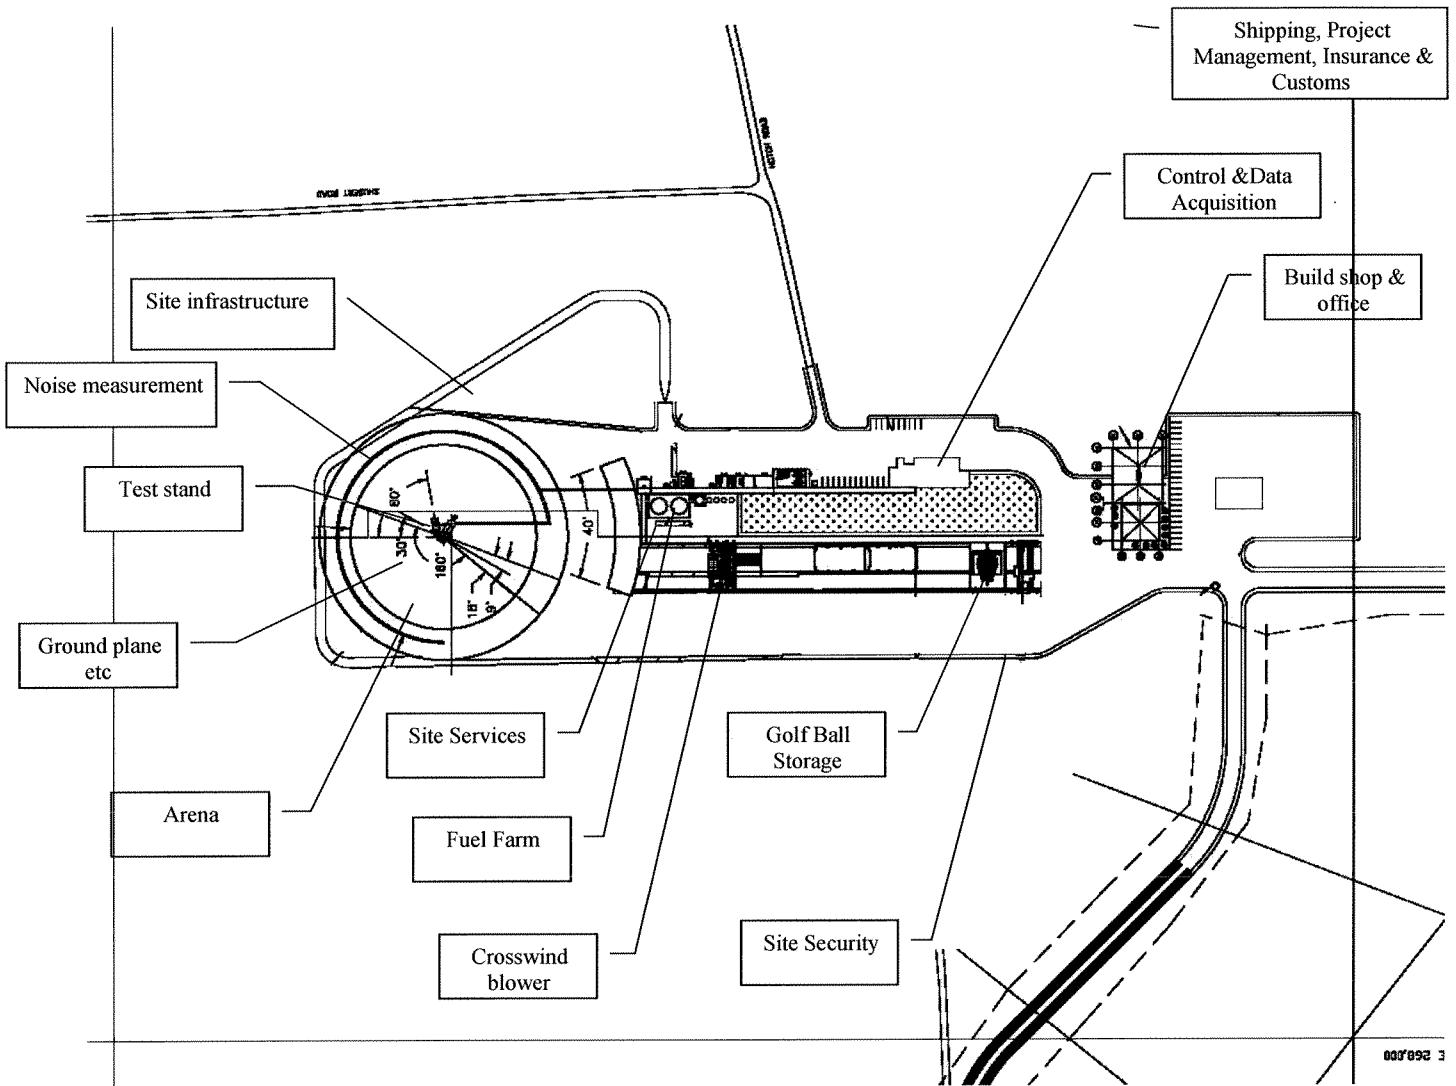 Shipping, Project
Management, Insurance &
Customs
Control &Data
Acquisition
Build shop &
office
Site infrastructure
Noise measurement
Test stand
Ground plane
etc
Arena
Site Services
Fuel Farm
Crosswind
blower
Golf Ball
Storage
Site Security
SHUBERT ROAD
80°
30°
180°
18°
9°
40'